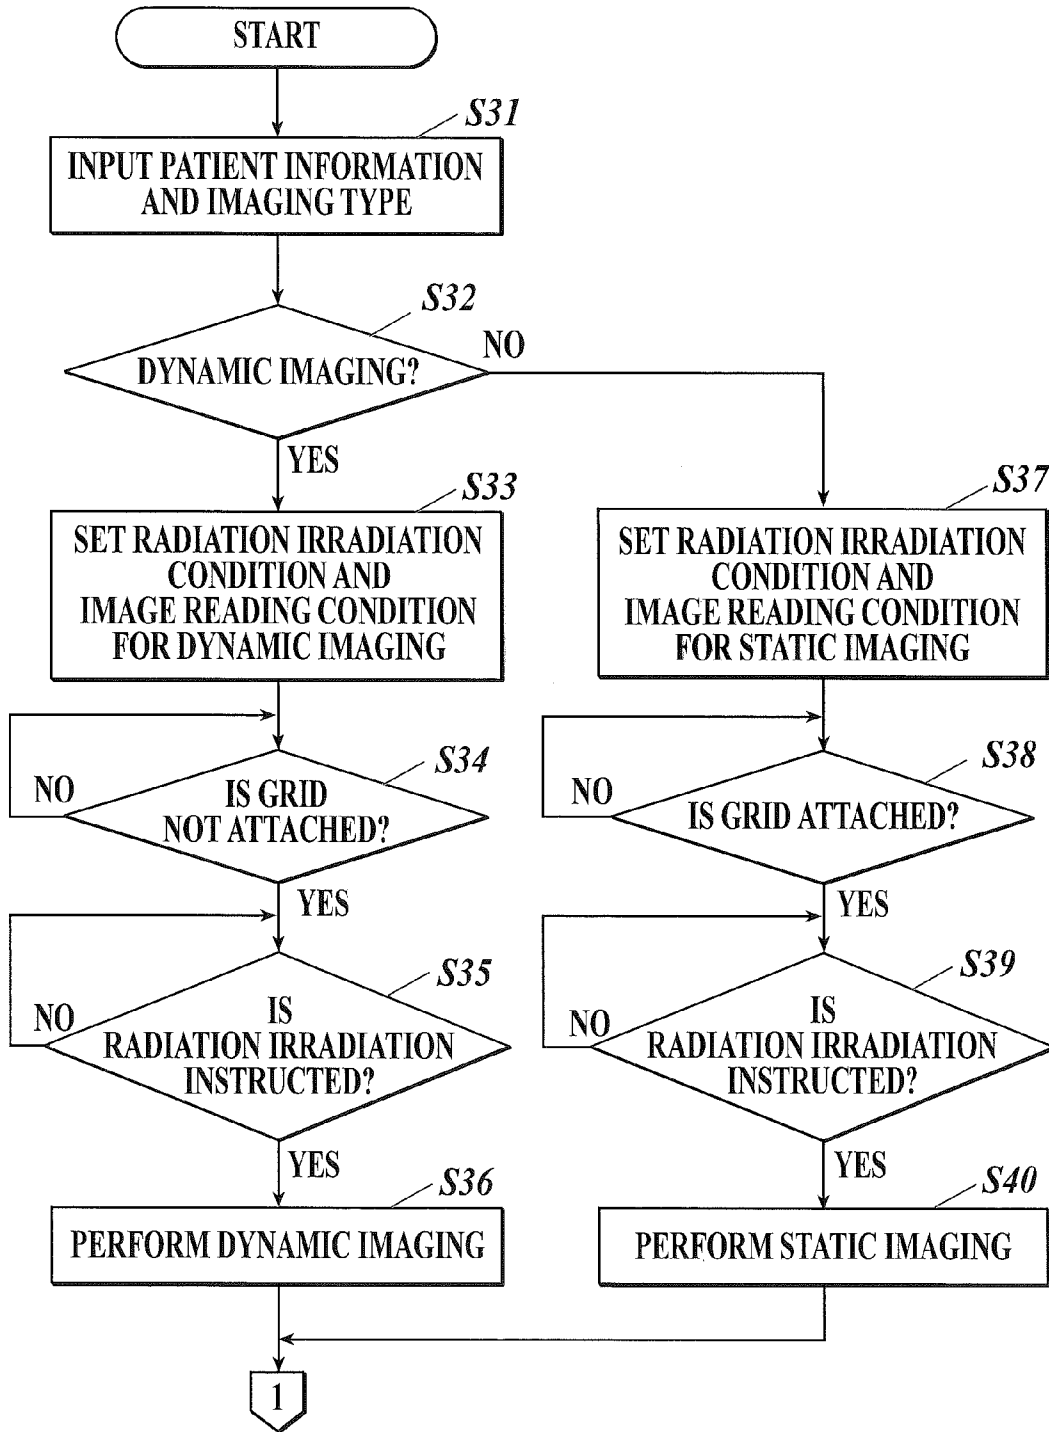 START
S31
INPUT PATIENT INFORMATION
AND IMAGING TYPE
S32
DYNAMIC IMAGING?
NO
YES
S33
SET RADIATION IRRADIATION
CONDITION AND
IMAGE READING CONDITION
FOR DYNAMIC IMAGING
S34
IS GRID
NOT ATTACHED?
NO
YES
S35
IS
RADIATION IRRADIATION
INSTRUCTED?
NO
YES
S36
PERFORM DYNAMIC IMAGING
S37
SET RADIATION IRRADIATION
CONDITION AND
IMAGE READING CONDITION
FOR STATIC IMAGING
S38
IS GRID ATTACHED?
NO
YES
S39
IS
RADIATION IRRADIATION
INSTRUCTED?
NO
YES
S40
PERFORM STATIC IMAGING
1